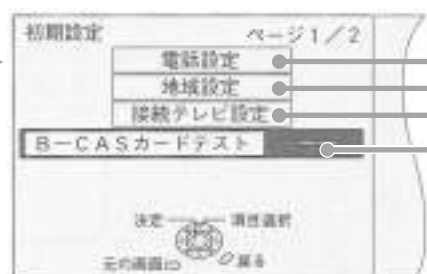 初期設定 ページ1/2
電話設定
地域設定
接続テレビ設定
B-CASカードテスト
決定 項目選択
元の画面 戻る